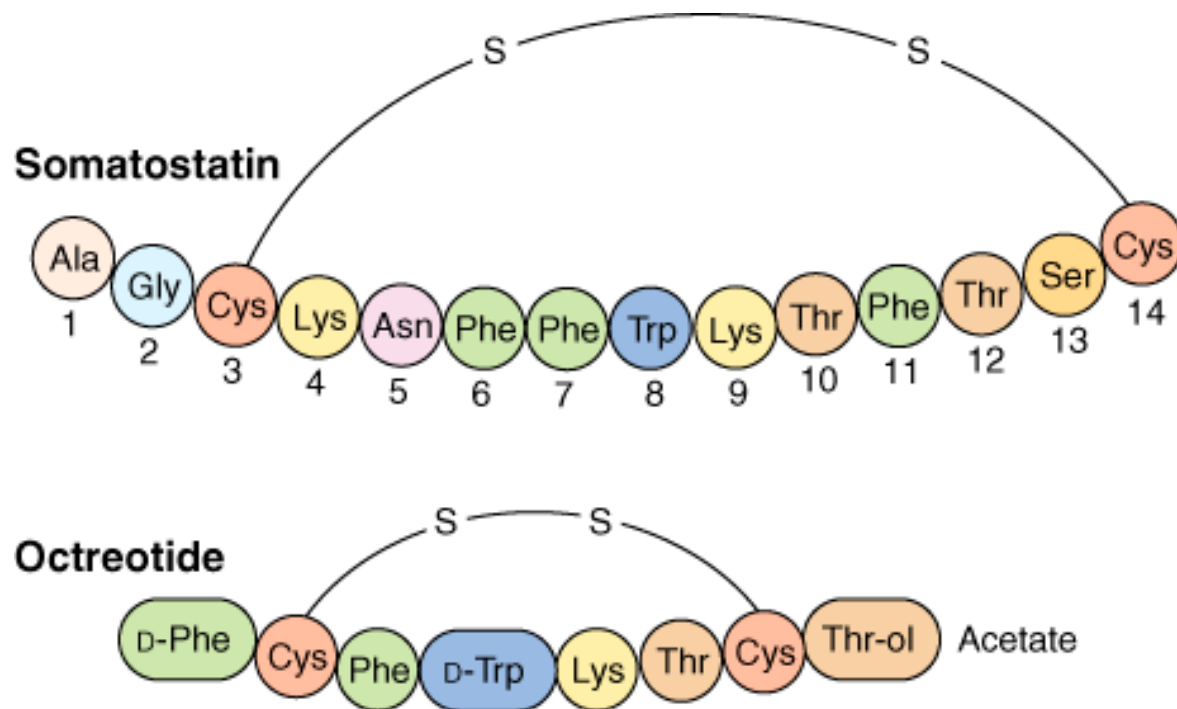 S S
Somatostatin
Ala Gly Cys Lys Asn Phe Phe Trp Lys Thr Phe Thr Ser Cys
1 2 3 4 5 6 7 8 9 10 11 12 13 14
S S
Octreotide
D-Phe Cys Phe D-Trp Lys Thr Cys Thr-ol Acetate